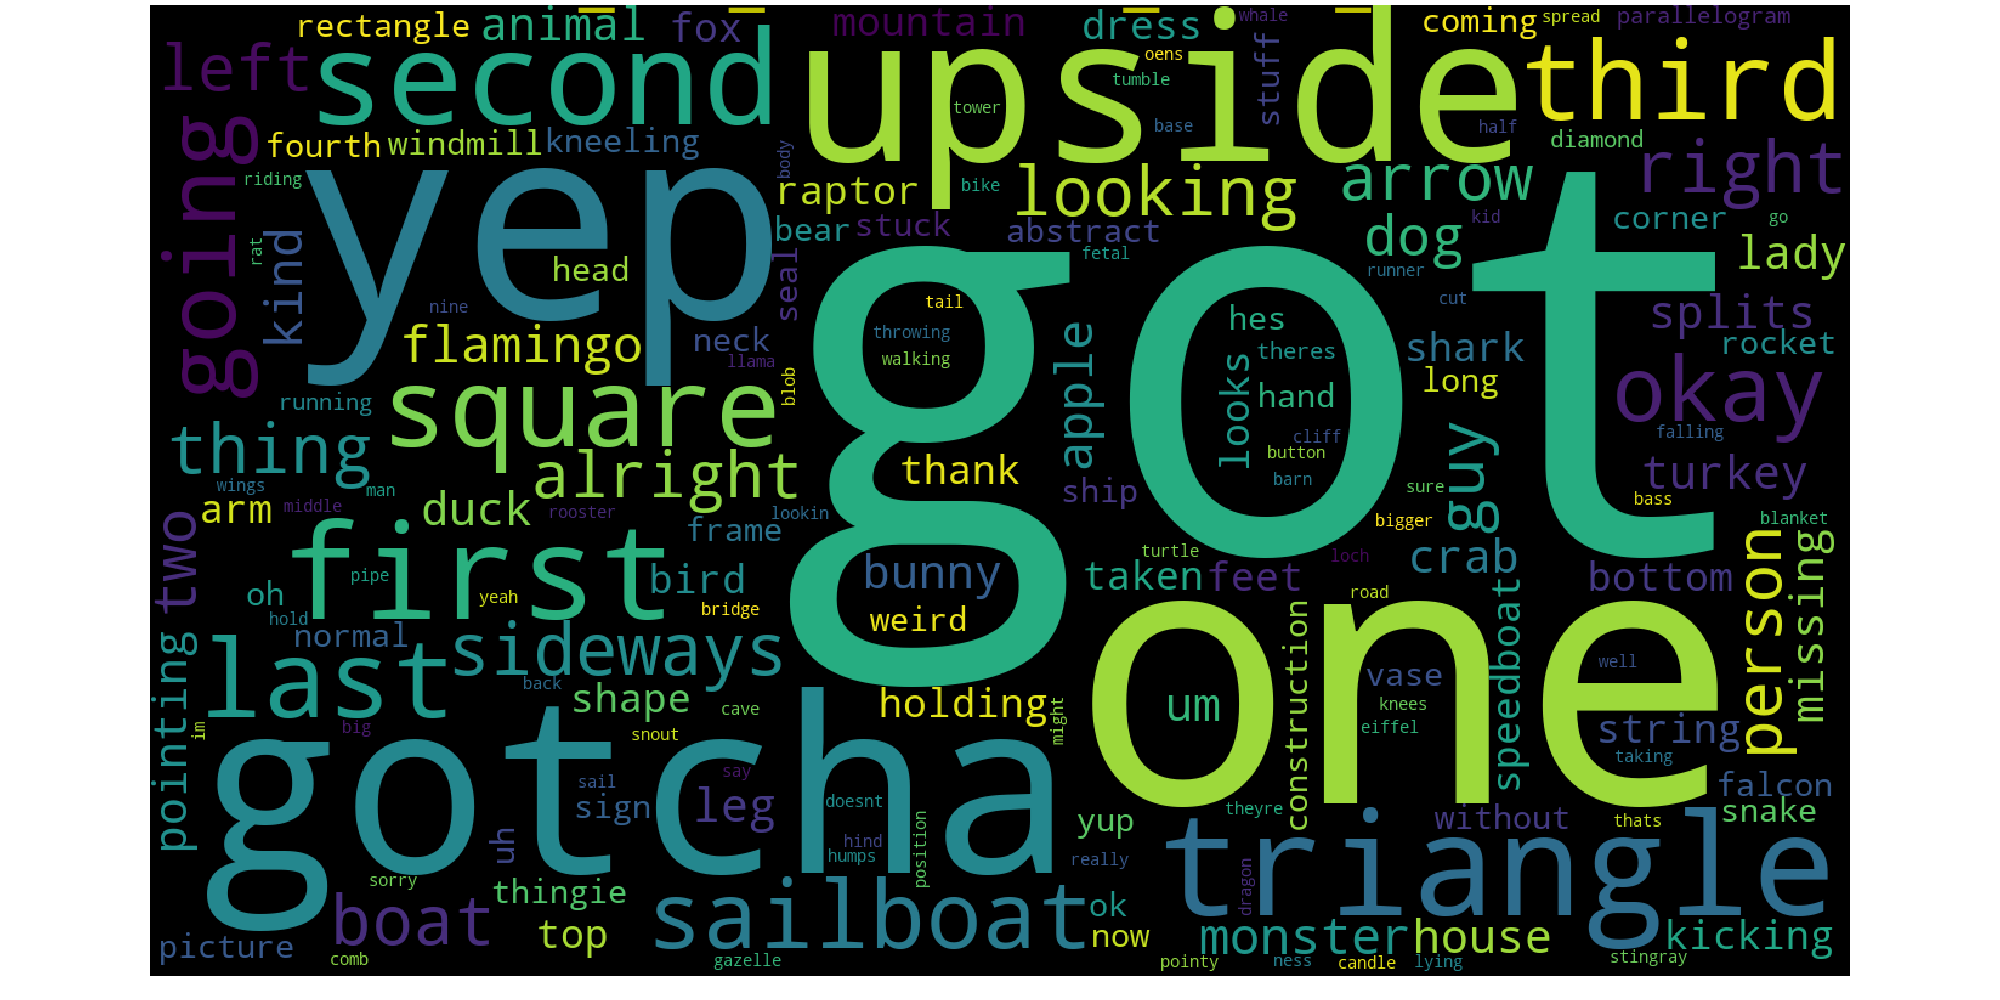 rectangle
animal
fox
mountain
dress
whale
coming
spread
parallelogram
left
second
upside
oens
tumble
stuff
third
tower
base
half
diamond
going
fourth
windmill
kneeling
body
riding
yep
raptor
bike
looking
arrow
right
kid
corner
go
rat
kind
bear
stuck
abstract
fetal
dog
runner
lady
head
seal
got
tail
hes
cut
splits
nine
flamingo
neck
llama
throwing
walking
apple
looks
theres
shark
rocket
running
square
blob
hand
long
okay
thing
alright
thank
cliff
button
barn
guy
falling
turkey
wings
middle
man
arm
duck
rooster
lookin
frame
ship
sure
bigger
bass
blanket
two
first
pipe
bird
bunny
turtle
taken
feet
loch
crab
bottom
person
missing
oh
hold
yeah
bridge
weird
one
road
construction
speedboat
normal
last
sideways
back
shape
cave
holding
um
vase
knees
eiffel
well
string
pointing
im
big
gotcha
snout
might
taking
say
sail
sign
leg
doesnt
theyre
falcon
snake
uh
hind
humps
position
yup
really
without
thats
triangle
sorry
thingie
boat
top
sailboat
ok
now
dragon
monster
house
kicking
picture
comb
gazelle
pointy
ness
candle
lying
stingray